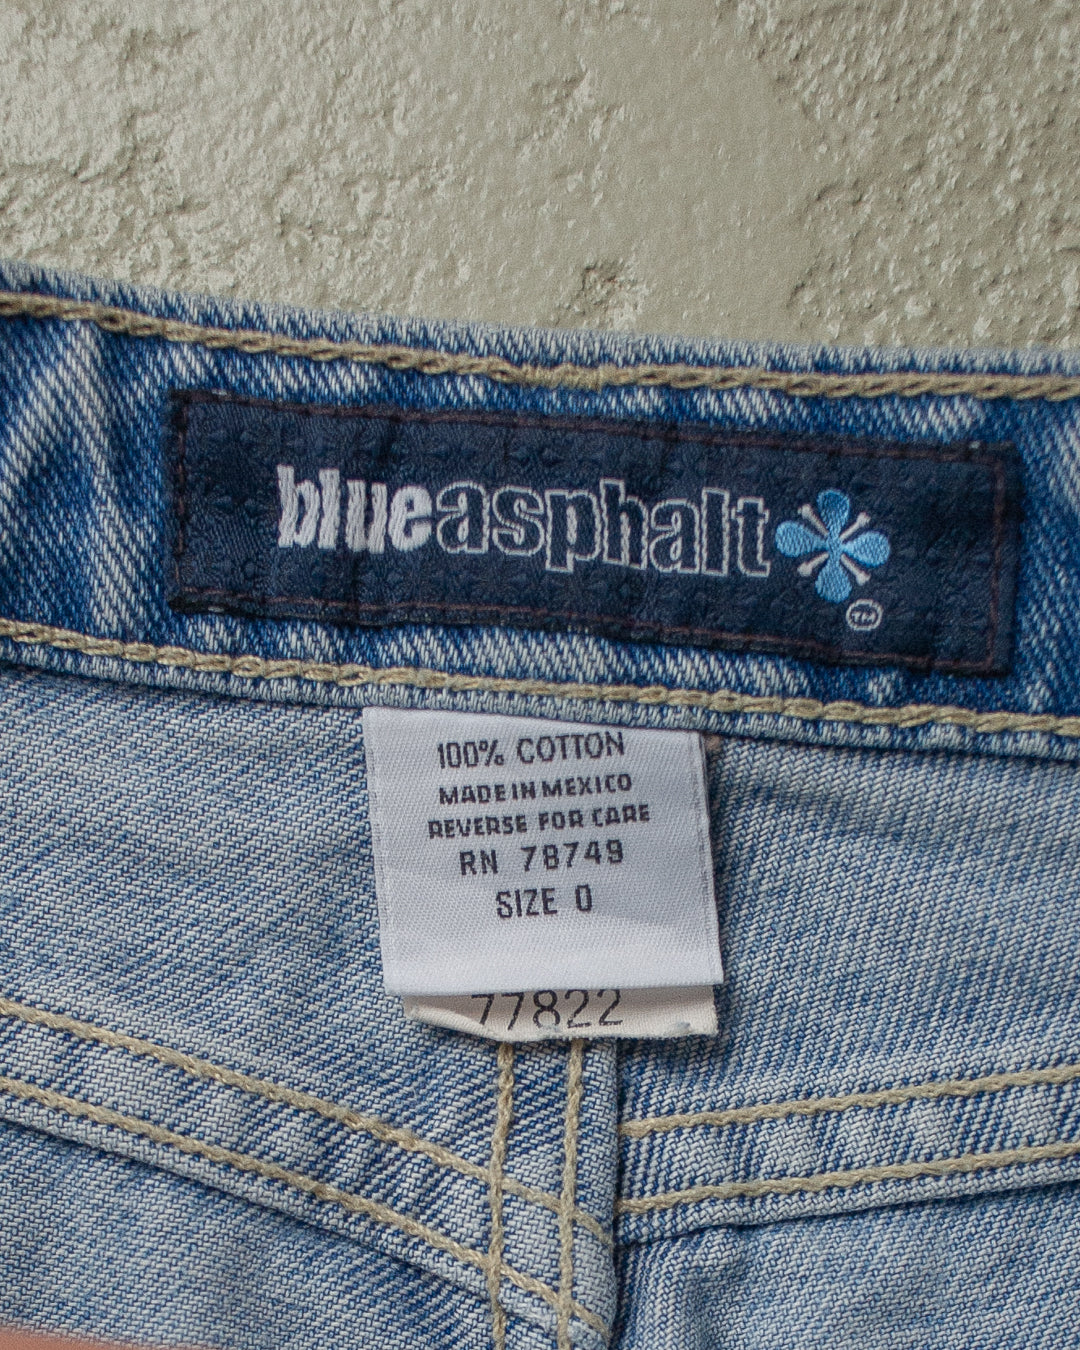 blueasphalt
TM
100% COTTON
MADE IN MEXICO
REVERSE FOR CARE
RN 78749
SIZE 0
77822